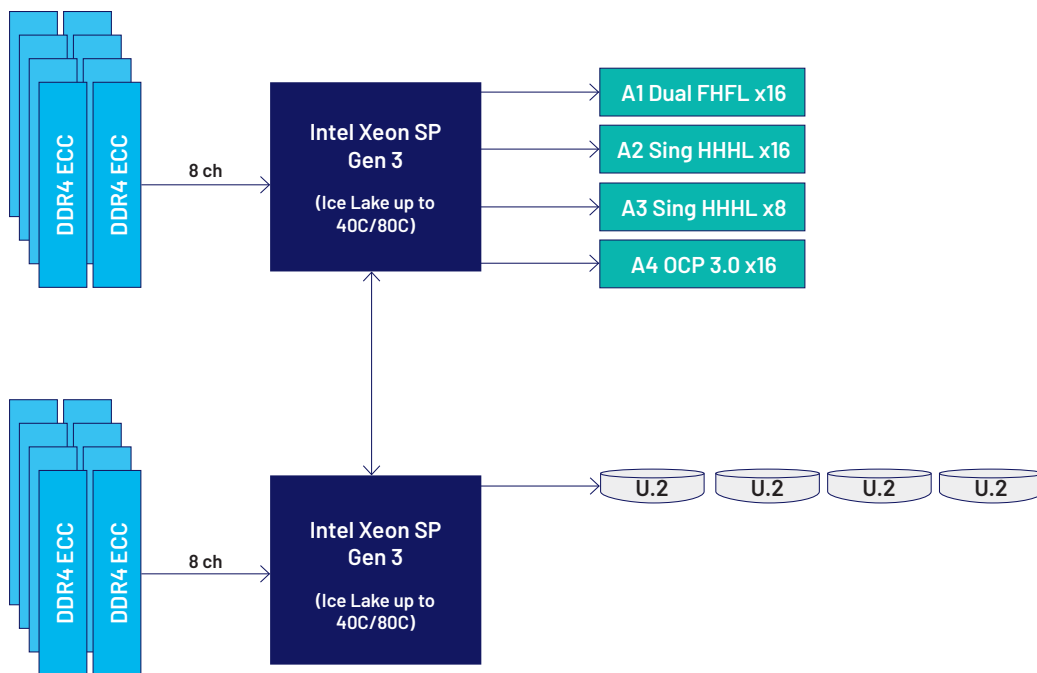 DDR4 ECC
DDR4 ECC
8 ch
Intel Xeon SP
Gen 3
(Ice Lake up to
40C/80C)
A1 Dual FHFL x16
A2 Sing HHHL x16
A3 Sing HHHL x8
A4 OCP 3.0 x16
DDR4 ECC
DDR4 ECC
8 ch
Intel Xeon SP
Gen 3
(Ice Lake up to
40C/80C)
U.2
U.2
U.2
U.2